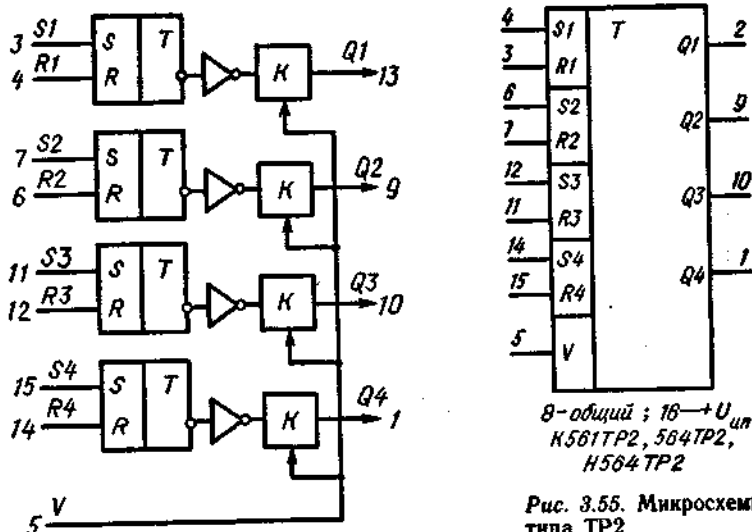 3 S1 S T K Q1 13
4 R1 R
7 S2 S T K Q2 9
6 R2 R
11 S3 S T K Q3 10
12 R3 R
15 S4 S T K Q4 1
14 R4 R
5 V
4 S1 T Q1 2
3 R1
6 S2 Q2 9
7 R2
12 S3 Q3 10
11 R3
14 S4 Q4 1
15 R4
5 V
8-общий ; 16—+Uип
К561ТР2, 564ТР2,
Н564ТР2
Рис. 3.55. Микросхем
типа ТР2